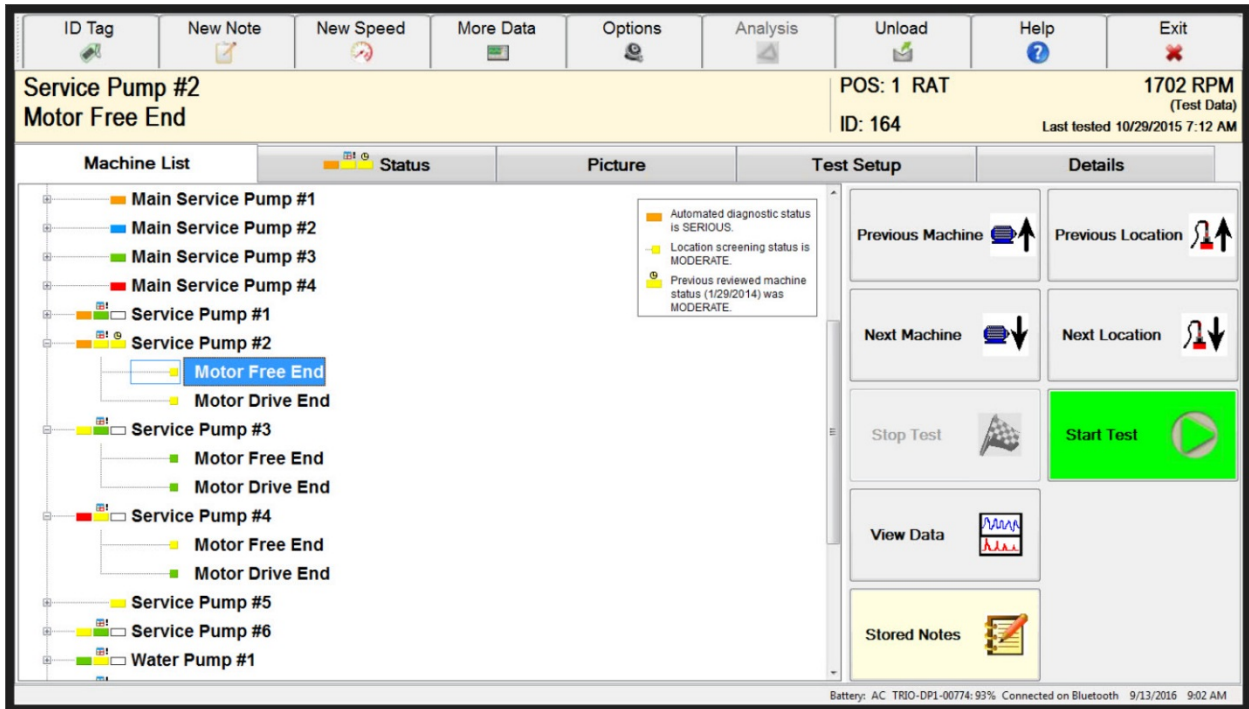 ID Tag
New Note
New Speed
More Data
Options
Analysis
Unload
Help
Exit
Service Pump #2
Motor Free End
POS: 1 RAT
ID: 164
1702 RPM
(Test Data)
Last tested 10/29/2015 7:12 AM
Machine List
Status
Picture
Test Setup
Details
Main Service Pump #1
Main Service Pump #2
Main Service Pump #3
Main Service Pump #4
Service Pump #1
Service Pump #2
Motor Free End
Motor Drive End
Service Pump #3
Motor Free End
Motor Drive End
Service Pump #4
Motor Free End
Motor Drive End
Service Pump #5
Service Pump #6
Water Pump #1
Automated diagnostic status
is SERIOUS.
Location screening status is
MODERATE.
Previous reviewed machine
status (1/29/2014) was
MODERATE.
Previous Machine
Previous Location
Next Machine
Next Location
Stop Test
Start Test
View Data
Stored Notes
Battery: AC TRIO-DP1-00774: 93% Connected on Bluetooth 9/13/2016 9:02 AM